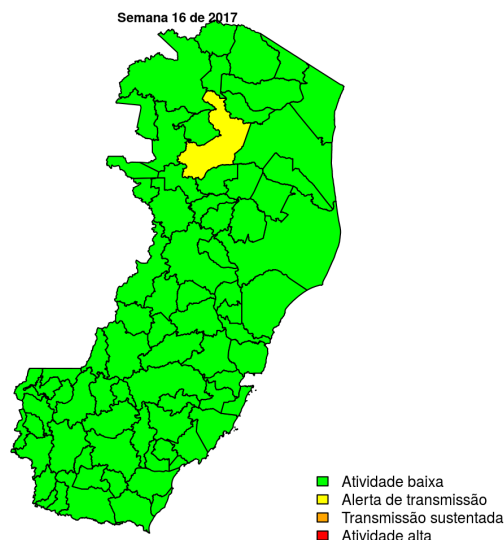 Semana 16 de 2017
Atividade baixa
Alerta de transmissão
Transmissão sustentada
Atividade alta